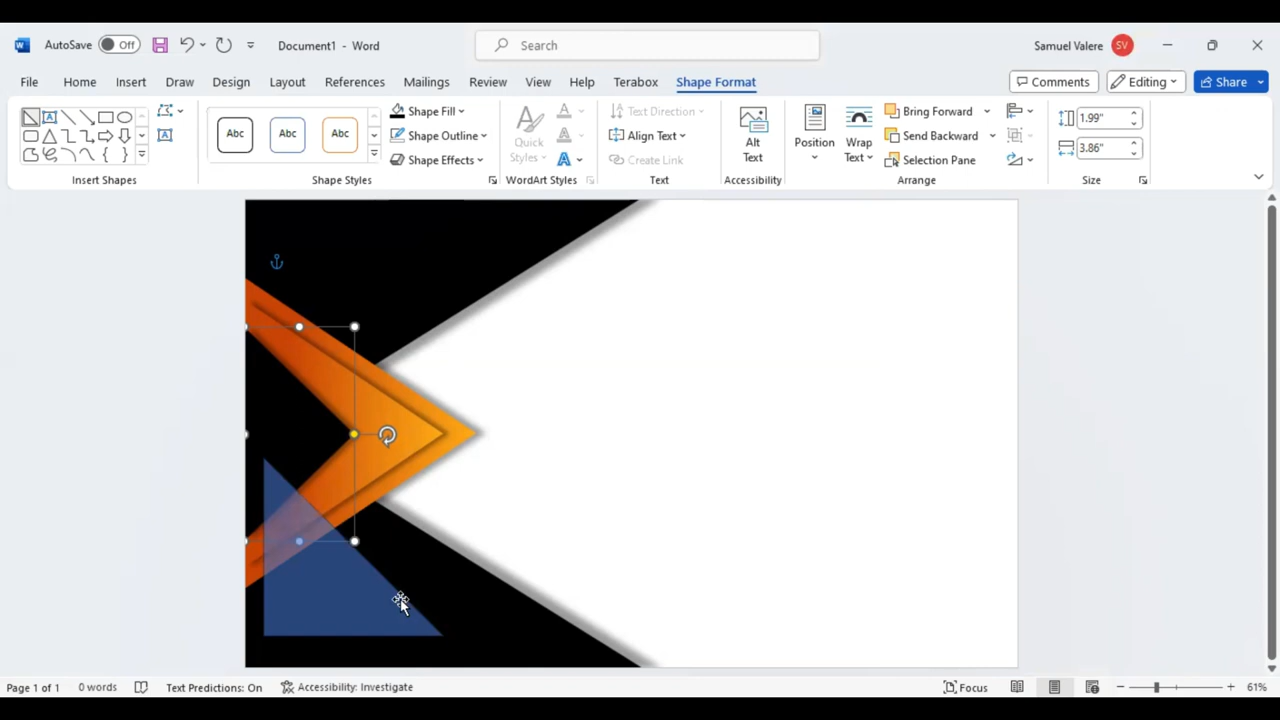 AutoSave Off Document1 - Word Search Samuel Valere SV
File Home Insert Draw Design Layout References Mailings Review View Help Terabox Shape Format Comments Editing Share
Abc Abc Abc Shape Fill Shape Outline Shape Effects
Quick Styles
Text Direction Align Text Create Link
Alt Text
Position
Wrap Text
Bring Forward Send Backward Selection Pane
1.99"
3.86"
Insert Shapes Shape Styles WordArt Styles Text Accessibility Arrange Size
Page 1 of 1 0 words Text Predictions: On Accessibility: Investigate Focus 61%